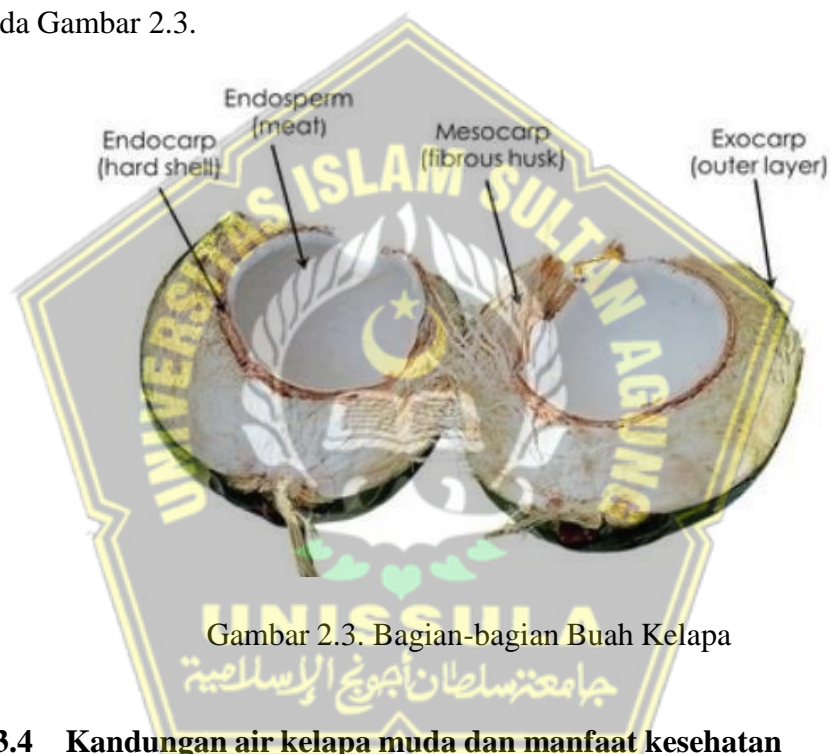 da Gambar 2.3.
Endosperm
(meat)
Endocarp
(hard shell)
Mesocarp
(fibrous husk)
Exocarp
(outer layer)
UNIVERSITAS ISLAM SULTAN AGUNG
UNISSULA
Gambar 2.3. Bagian-bagian Buah Kelapa
جامعة سلطان أجونج الإسلامية
3.4 Kandungan air kelapa muda dan manfaat kesehatan